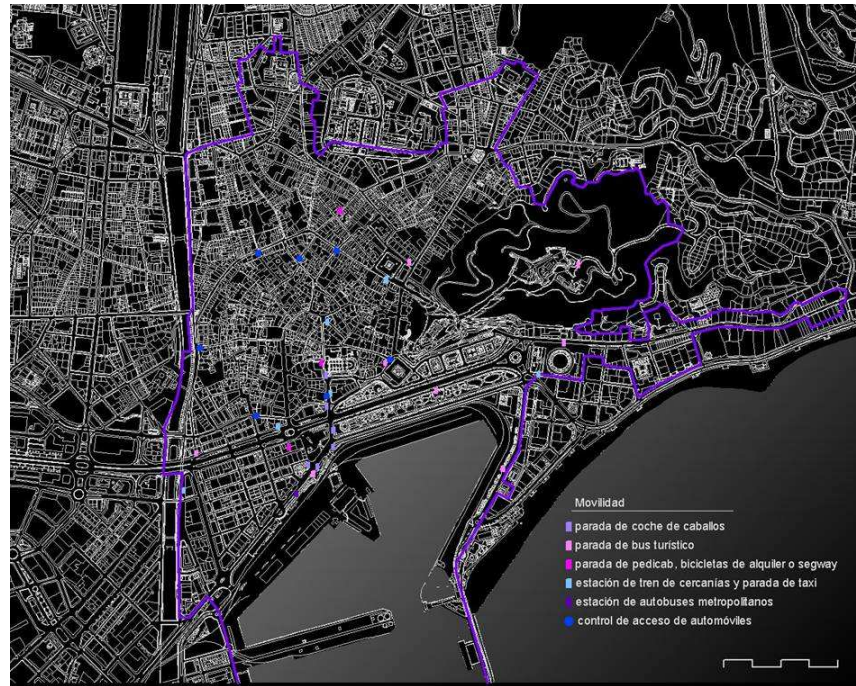 Movilidad
parada de coche de caballos
parada de bus turístico
parada de pedicab, bicicletas de alquiler o segway
estación de tren de cercanías y parada de taxi
estación de autobuses metropolitanos
control de acceso de automóviles